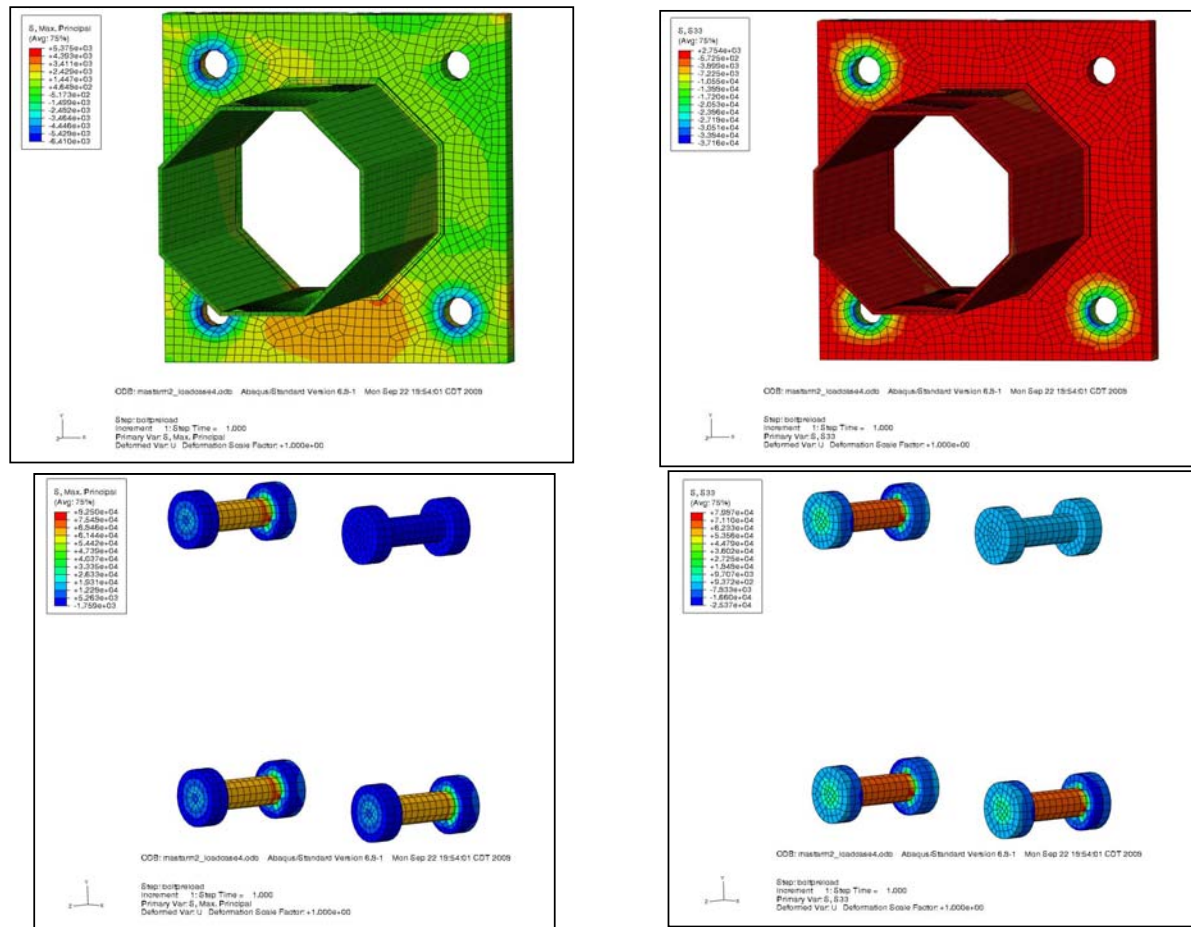 S, Max. Principal
(Avg: 75%)
+5.375e+03
+4.393e+03
+3.411e+03
+2.429e+03
+1.447e+03
+4.649e+02
-5.173e+02
-1.499e+03
-2.482e+03
-3.464e+03
-4.446e+03
-5.428e+03
-6.410e+03
ODB: mastarm2_loadcase4.odb Abaqus/Standard Version 6.8-1 Mon Sep 22 19:54:01 CDT 2009
Y
Z X
Step: boltpreload
Increment 1: Step Time = 1.000
Primary Var: S, Max. Principal
Deformed Var: U Deformation Scale Factor: +1.000e+00
S, S33
(Avg: 75%)
+2.754e+03
-5.725e+02
-3.899e+03
-7.225e+03
-1.055e+04
-1.388e+04
-1.720e+04
-2.053e+04
-2.386e+04
-2.718e+04
-3.051e+04
-3.384e+04
-3.716e+04
ODB: mastarm2_loadcase4.odb Abaqus/Standard Version 6.8-1 Mon Sep 22 19:54:01 CDT 2009
Y
Z X
Step: boltpreload
Increment 1: Step Time = 1.000
Primary Var: S, S33
Deformed Var: U Deformation Scale Factor: +1.000e+00
S, Max. Principal
(Avg: 75%)
+8.250e+04
+7.548e+04
+6.846e+04
+6.144e+04
+5.442e+04
+4.739e+04
+4.037e+04
+3.335e+04
+2.633e+04
+1.931e+04
+1.229e+04
+5.263e+03
-1.759e+03
ODB: mastarm2_loadcase4.odb Abaqus/Standard Version 6.8-1 Mon Sep 22 19:54:01 CDT 2009
Y
Z X
Step: boltpreload
Increment 1: Step Time = 1.000
Primary Var: S, Max. Principal
Deformed Var: U Deformation Scale Factor: +1.000e+00
S, S33
(Avg: 75%)
+7.987e+04
+7.110e+04
+6.233e+04
+5.356e+04
+4.479e+04
+3.602e+04
+2.725e+04
+1.848e+04
+9.707e+03
+9.372e+02
-7.833e+03
-1.660e+04
-2.537e+04
ODB: mastarm2_loadcase4.odb Abaqus/Standard Version 6.8-1 Mon Sep 22 19:54:01 CDT 2009
Y
Z X
Step: boltpreload
Increment 1: Step Time = 1.000
Primary Var: S, S33
Deformed Var: U Deformation Scale Factor: +1.000e+00